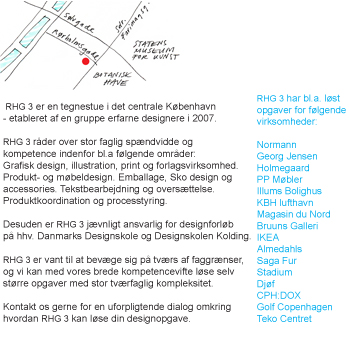 Sølvgade
Rørholmsgade
Sdr. Farimagsg.
STATENS
MUSEUM
FOR KUNST
BOTANISK
HAVE
RHG 3 er en tegnestue i det centrale København
- etableret af en gruppe erfarne designere i 2007.
RHG 3 råder over stor faglig spændvidde og
kompetence indenfor bl.a følgende områder:
Grafisk design, illustration, print og forlagsvirksomhed.
Produkt- og møbeldesign. Emballage, Sko design og
accessories. Tekstbearbejdning og oversættelse.
Produktkoordination og processtyring.
Desuden er RHG 3 jævnligt ansvarlig for designforløb
på hhv. Danmarks Designskole og Designskolen Kolding.
RHG 3 er vant til at bevæge sig på tværs af faggrænser,
og vi kan med vores brede kompetencevifte løse selv
større opgaver med stor tværfaglig kompleksitet.
Kontakt os gerne for en uforpligtende dialog omkring
hvordan RHG 3 kan løse din designopgave.
RHG 3 har bl.a. løst
opgaver for følgende
virksomheder:
Normann
Georg Jensen
Holmegaard
PP Møbler
Illums Bolighus
KBH lufthavn
Magasin du Nord
Bruuns Galleri
IKEA
Almedahls
Saga Fur
Stadium
Djøf
CPH:DOX
Golf Copenhagen
Teko Centret